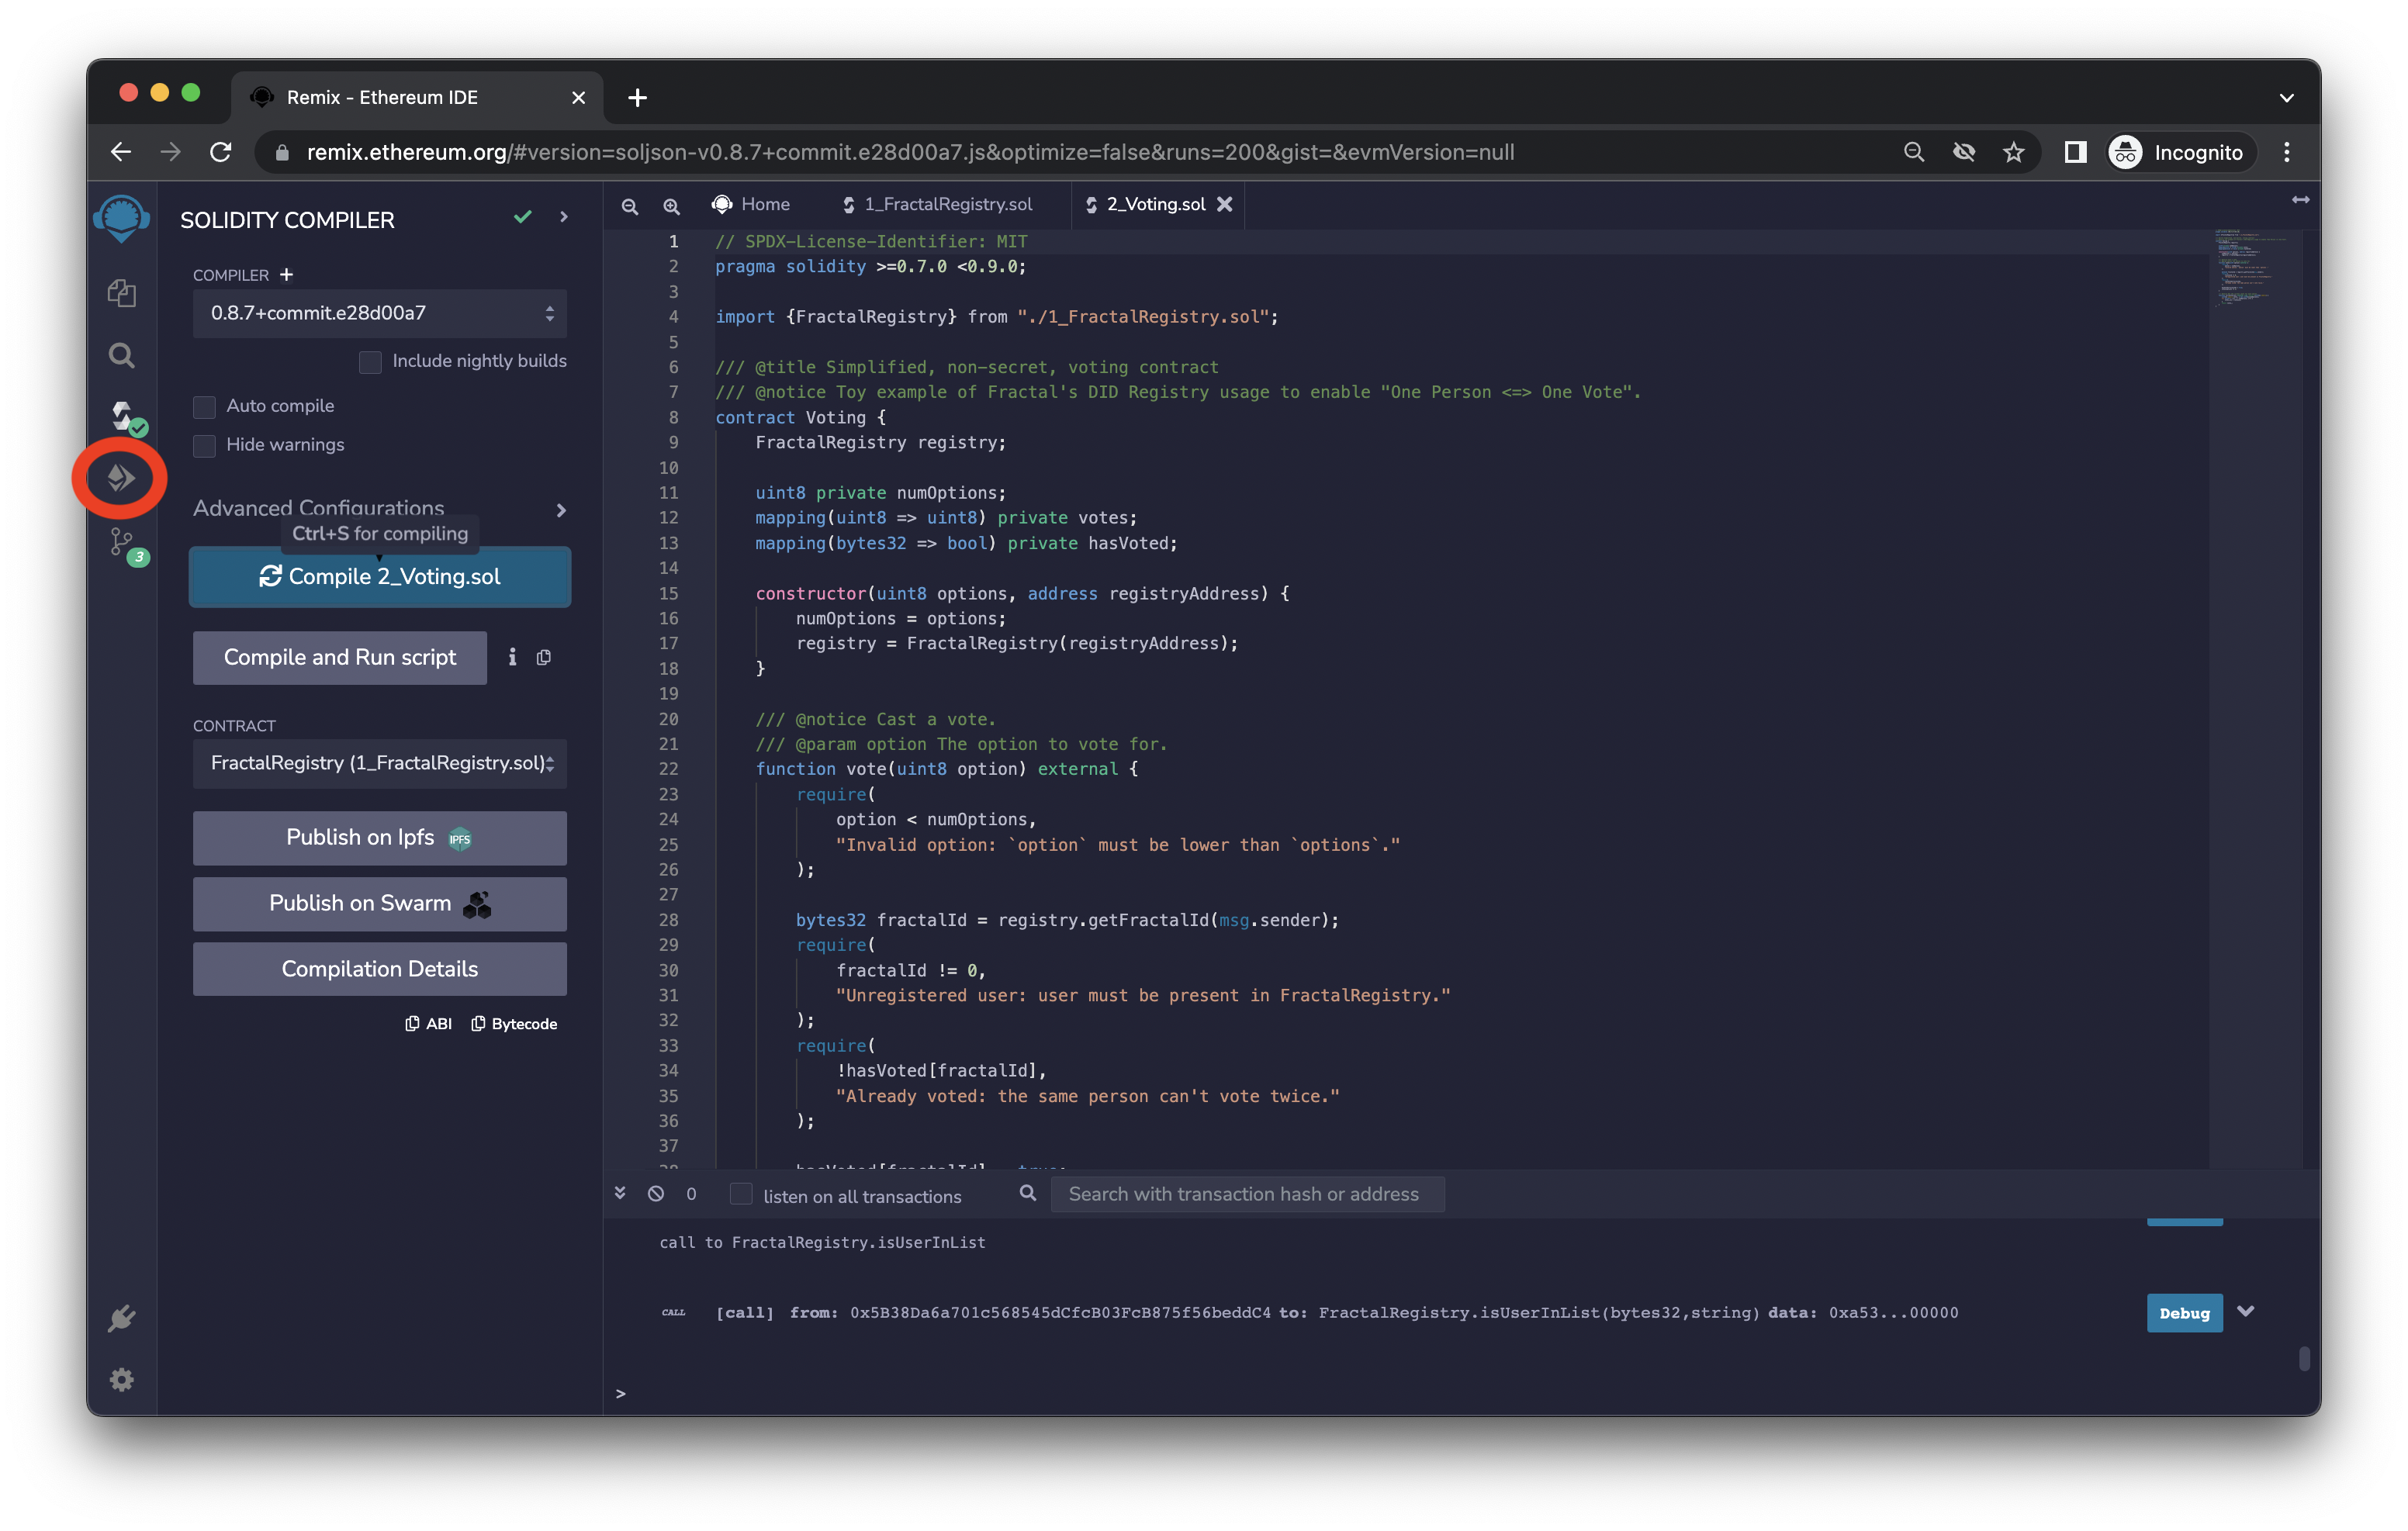 Remix - Ethereum IDE
remix.ethereum.org/#version=soljson-v0.8.7+commit.e28d00a7.js&optimize=false&runs=200&gist=&evmVersion=null
Incognito
SOLIDITY COMPILER
COMPILER
0.8.7+commit.e28d00a7
Include nightly builds
Auto compile
Hide warnings
Advanced Configurations
Ctrl+S for compiling
Compile 2_Voting.sol
3
Compile and Run script
CONTRACT
FractalRegistry (1_FractalRegistry.sol)
Publish on Ipfs IPFS
Publish on Swarm
Compilation Details
ABI Bytecode
Home 1_FractalRegistry.sol 2_Voting.sol
1 // SPDX-License-Identifier: MIT
2 pragma solidity >=0.7.0 <0.9.0;
3
4 import {FractalRegistry} from "./1_FractalRegistry.sol";
5
6 /// @title Simplified, non-secret, voting contract
7 /// @notice Toy example of Fractal's DID Registry usage to enable "One Person <=> One Vote".
8 contract Voting {
9 FractalRegistry registry;
10
11 uint8 private numOptions;
12 mapping(uint8 => uint8) private votes;
13 mapping(bytes32 => bool) private hasVoted;
14
15 constructor(uint8 options, address registryAddress) {
16 numOptions = options;
17 registry = FractalRegistry(registryAddress);
18 }
19
20 /// @notice Cast a vote.
21 /// @param option The option to vote for.
22 function vote(uint8 option) external {
23 require(
24 option < numOptions,
25 "Invalid option: `option` must be lower than `options`."
26 );
27
28 bytes32 fractalId = registry.getFractalId(msg.sender);
29 require(
30 fractalId != 0,
31 "Unregistered user: user must be present in FractalRegistry."
32 );
33 require(
34 !hasVoted[fractalId],
35 "Already voted: the same person can't vote twice."
36 );
37
38 hasVoted[fractalId] = true;
0 listen on all transactions Search with transaction hash or address
call to FractalRegistry.isUserInList
CALL [call] from: 0x5B38Da6a701c568545dCfcB03FcB875f56beddC4 to: FractalRegistry.isUserInList(bytes32,string) data: 0xa53...00000 Debug
>